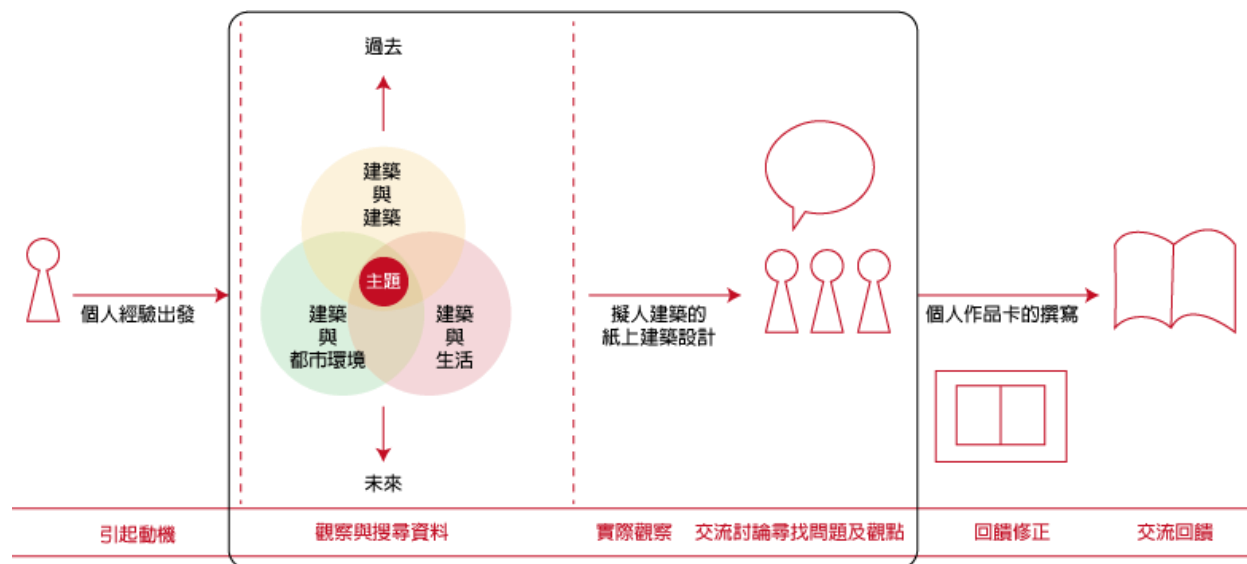 過去
建築
與
建築
主題
建築
與
都市環境
建築
與
生活
未來
個人經驗出發
擬人建築的
紙上建築設計
個人作品卡的撰寫
引起動機
觀察與搜尋資料
實際觀察
交流討論尋找問題及觀點
回饋修正
交流回饋